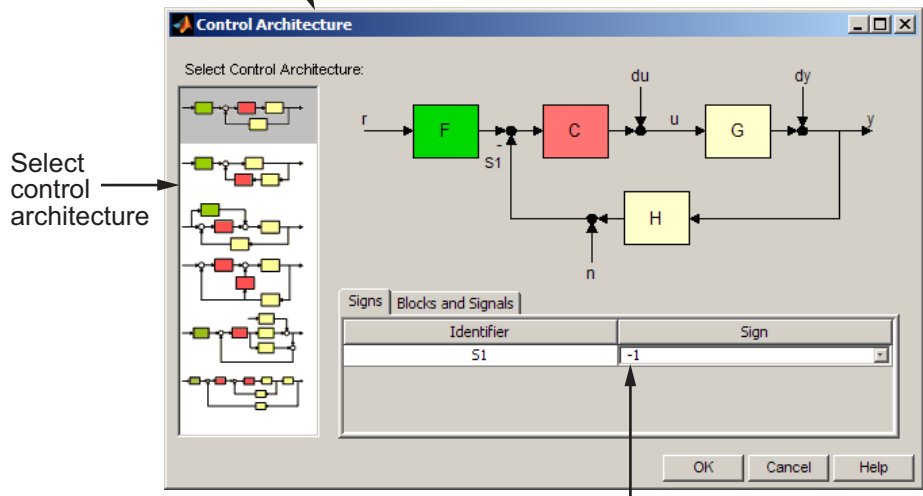 Control Architecture
Select Control Architecture:
du
dy
r
F
C
u
G
y
-
S1
H
n
Select
control
architecture
Signs
Blocks and Signals
Identifier
Sign
S1
-1
OK
Cancel
Help